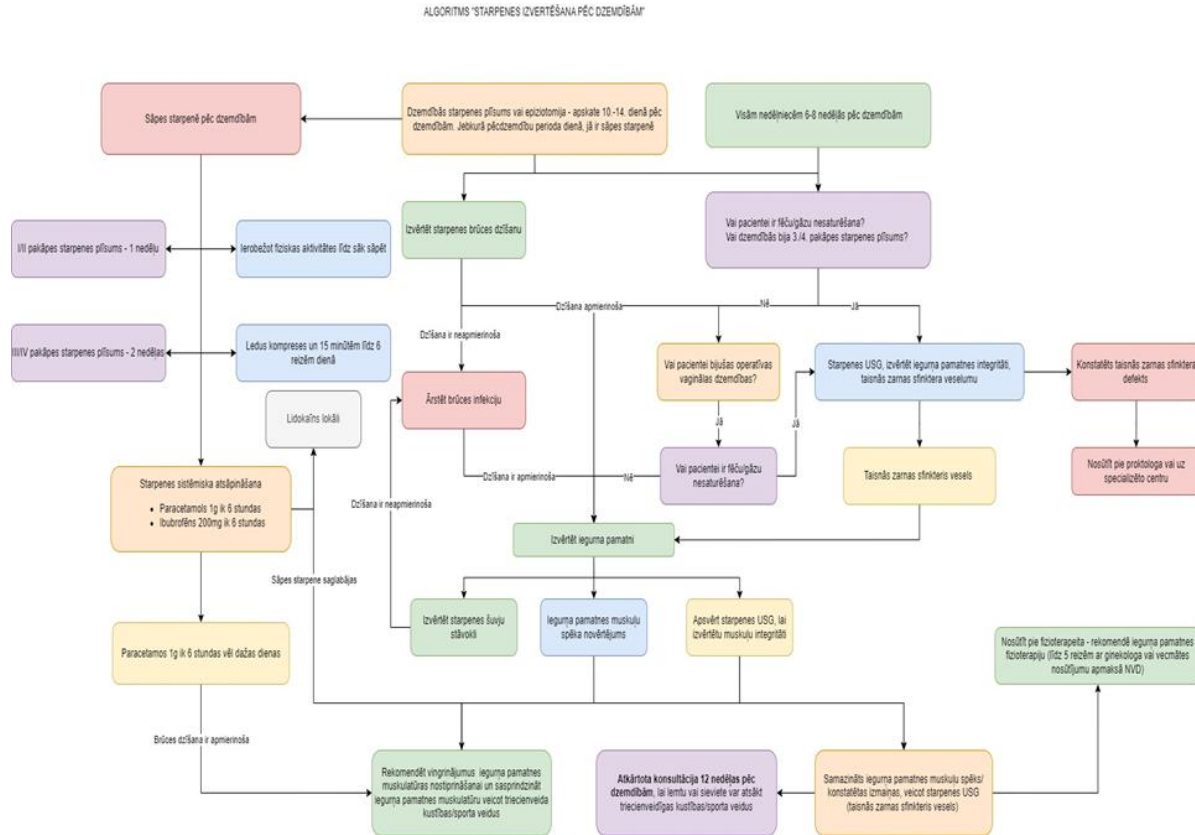 ALGORITMS "STARPENES IZVERTĒŠANA PĒC DZEMDĪBĀM"
Sāpes starpenē pēc dzemdībām
Dzemdībās starpenes plīsums vai epiziotomija - apskate 10.-14. dienā pēc
dzemdībām. Jebkurā pēcdzemdību perioda dienā, jā ir sāpes starpenē
Visām nedēļniecēm 6-8 nedēļās pēc dzemdībām
I/II pakāpes starpenes plīsums - 1 nedēļu
Ierobežot fiziskas aktivitātes līdz sāk sāpēt
Izvērtēt starpenes brūces dzīšanu
Vai pacientei ir fēču/gāzu nesaturēšana?
Vai dzemdībās bija 3./4. pakāpes starpenes plīsums?
Dzīšana apmierinoša
Nē
Jā
Dzīšana ir neapmierinoša
III/IV pakāpes starpenes plīsums - 2 nedēļas
Ledus kompreses un 15 minūtēm līdz 6
reizēm dienā
Vai pacientei bijušas operatīvas
vaginālas dzemdības?
Starpenes USG, izvērtēt iegurņa pamatnes integritāti,
taisnās zarnas sfinktera veselumu
Konstatēts taisnās zarnas sfinktera
defekts
Ārstēt brūces infekciju
Lidokaīns lokāli
Jā
Jā
Dzīšana ir apmierinoša
Nē
Vai pacientei ir fēču/gāzu
nesaturēšana?
Taisnās zarnas sfinkteris vesels
Nosūtīt pie proktologa vai uz
specializēto centru
Starpenes sistēmiska atsāpināšana
• Paracetamols 1g ik 6 stundas
• Ibubrofēns 200mg ik 6 stundas
Dzīšana ir neapmierinoša
Izvērtēt iegurņa pamatni
Sāpes starpene saglabājas
Izvērtēt starpenes šuvju
stāvokli
Iegurņa pamatnes muskuļu
spēka novērtējums
Apsvērt starpenes USG, lai
izvērtētu muskuļu integritāti
Paracetamos 1g ik 6 stundas vēl dažas dienas
Nosūtīt pie fizioterapeita - rekomendē iegurņa pamatnes
fizioterapiju (līdz 5 reizēm ar ginekologa vai vecmātes
nosūtījumu apmaksā NVD)
Brūces dzīšana ir apmierinoša
Rekomendēt vingrinājumus iegurņa pamatnes
muskulatūras nostiprināšanai un sasprindzināt
iegurņa pamatnes muskulatūru veicot triecienveida
kustības/sporta veidus
Atkārtota konsultācija 12 nedēļas pēc
dzemdībām, lai lemtu vai sieviete var atsākt
triecienveidīgas kustības/sporta veidus
Samazināts iegurņa pamatnes muskuļu spēks/
konstatētas izmaiņas, veicot starpenes USG
(taisnās zarnas sfinkteris vesels)